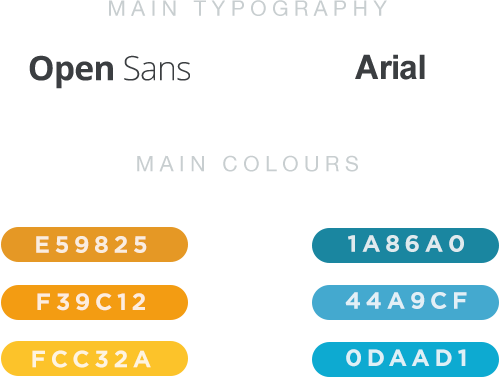 MAIN TYPOGRAPHY
Open Sans Arial
MAIN COLOURS
E59825 1A86A0
F39C12 44A9CF
FCC32A 0DAAD1